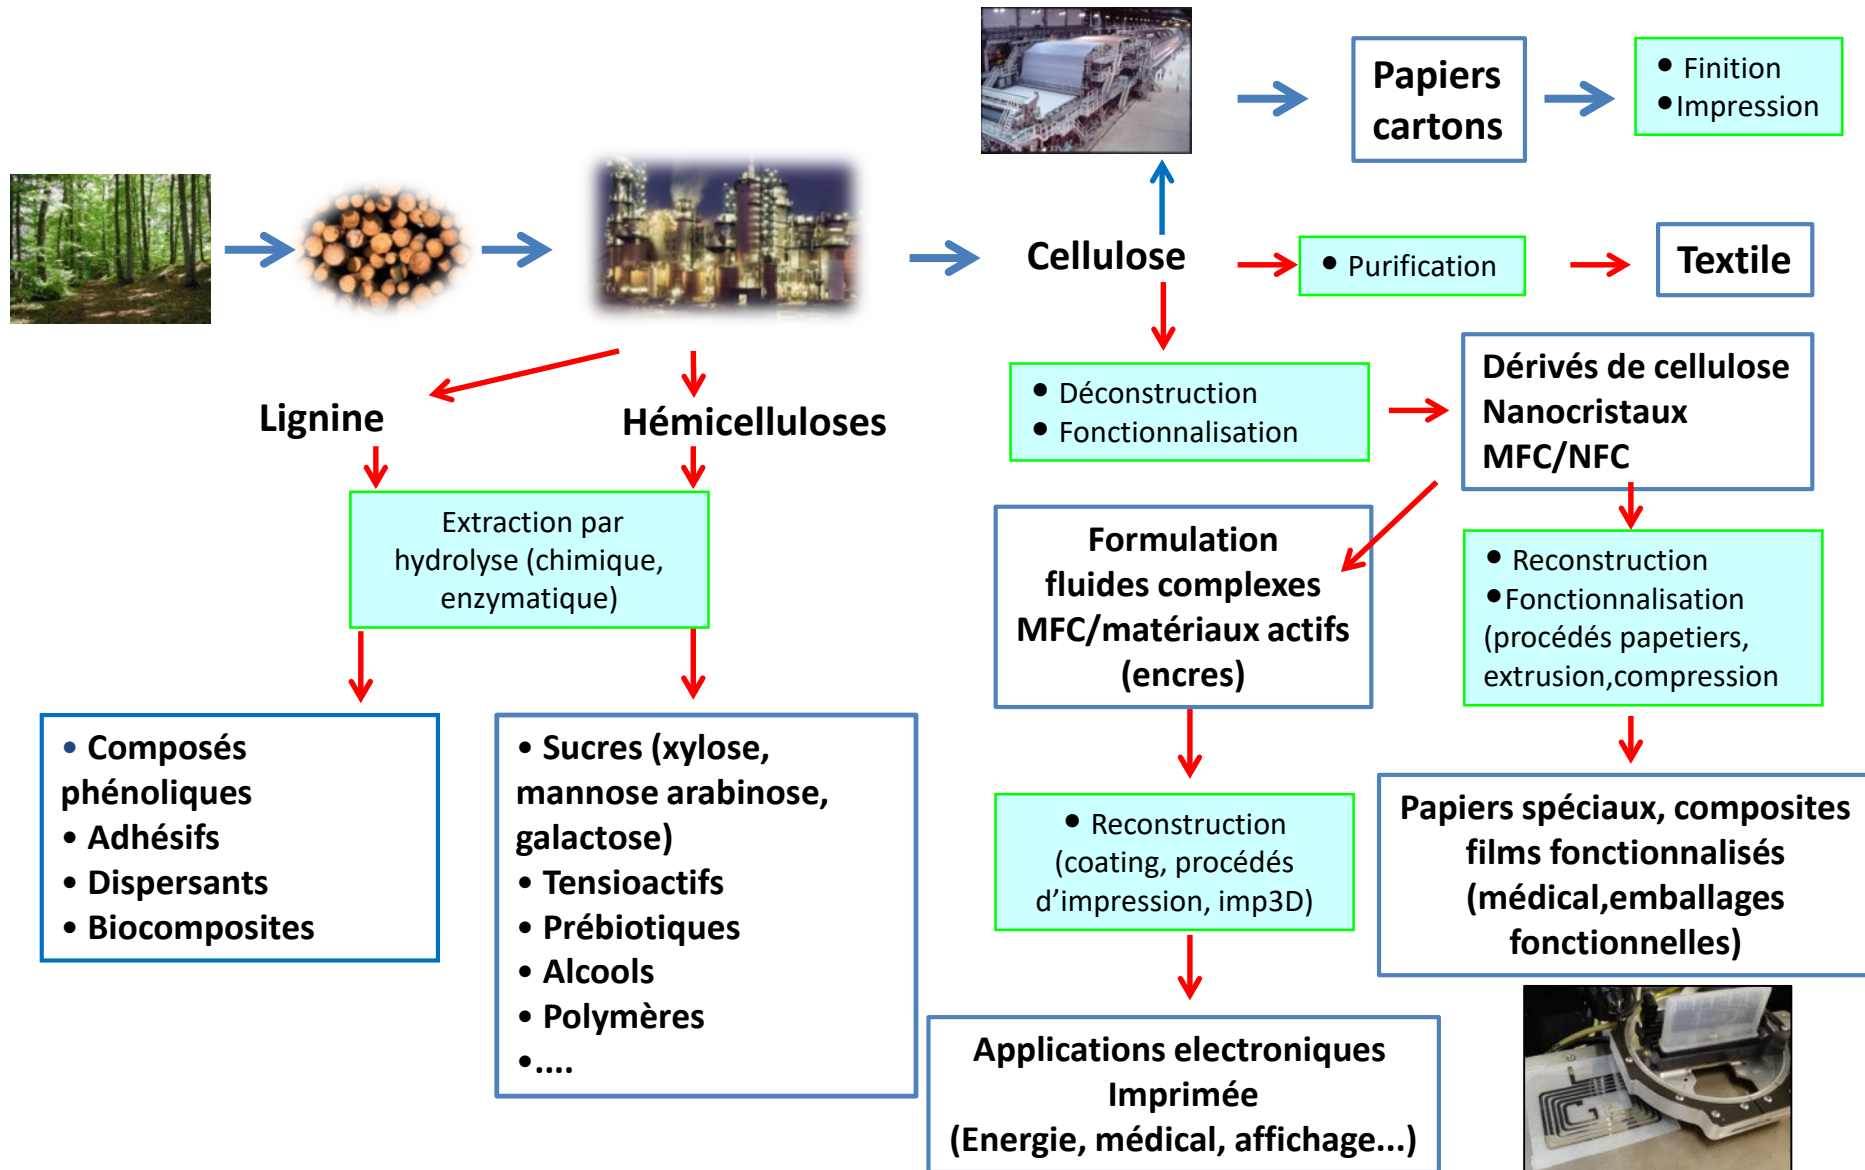 Papiers
cartons
• Finition
• Impression
Cellulose
• Purification
Textile
Lignine
Hémicelluloses
• Déconstruction
• Fonctionnalisation
Dérivés de cellulose
Nanocristaux
MFC/NFC
Extraction par
hydrolyse (chimique,
enzymatique)
Formulation
fluides complexes
MFC/matériaux actifs
(encres)
• Reconstruction
•Fonctionnalisation
(procédés papetiers,
extrusion,compression
• Composés
phénoliques
• Adhésifs
• Dispersants
• Biocomposites
• Sucres (xylose,
mannose arabinose,
galactose)
• Tensioactifs
• Prébiotiques
• Alcools
• Polymères
•....
• Reconstruction
(coating, procédés
d’impression, imp3D)
Papiers spéciaux, composites
films fonctionnalisés
(médical,emballages
fonctionnelles)
Applications electroniques
Imprimée
(Energie, médical, affichage...)